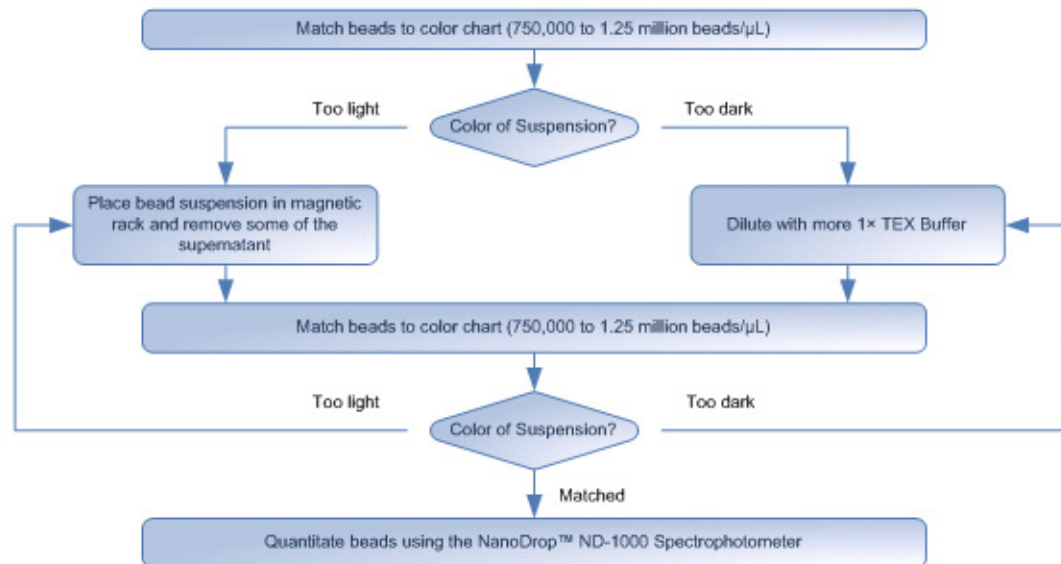 Match beads to color chart (750,000 to 1.25 million beads/µL)
Too light
Too dark
Color of Suspension?
Place bead suspension in magnetic
rack and remove some of the
supernatant
Dilute with more 1× TEX Buffer
Match beads to color chart (750,000 to 1.25 million beads/µL)
Too light
Too dark
Color of Suspension?
Matched
Quantitate beads using the NanoDrop™ ND-1000 Spectrophotometer